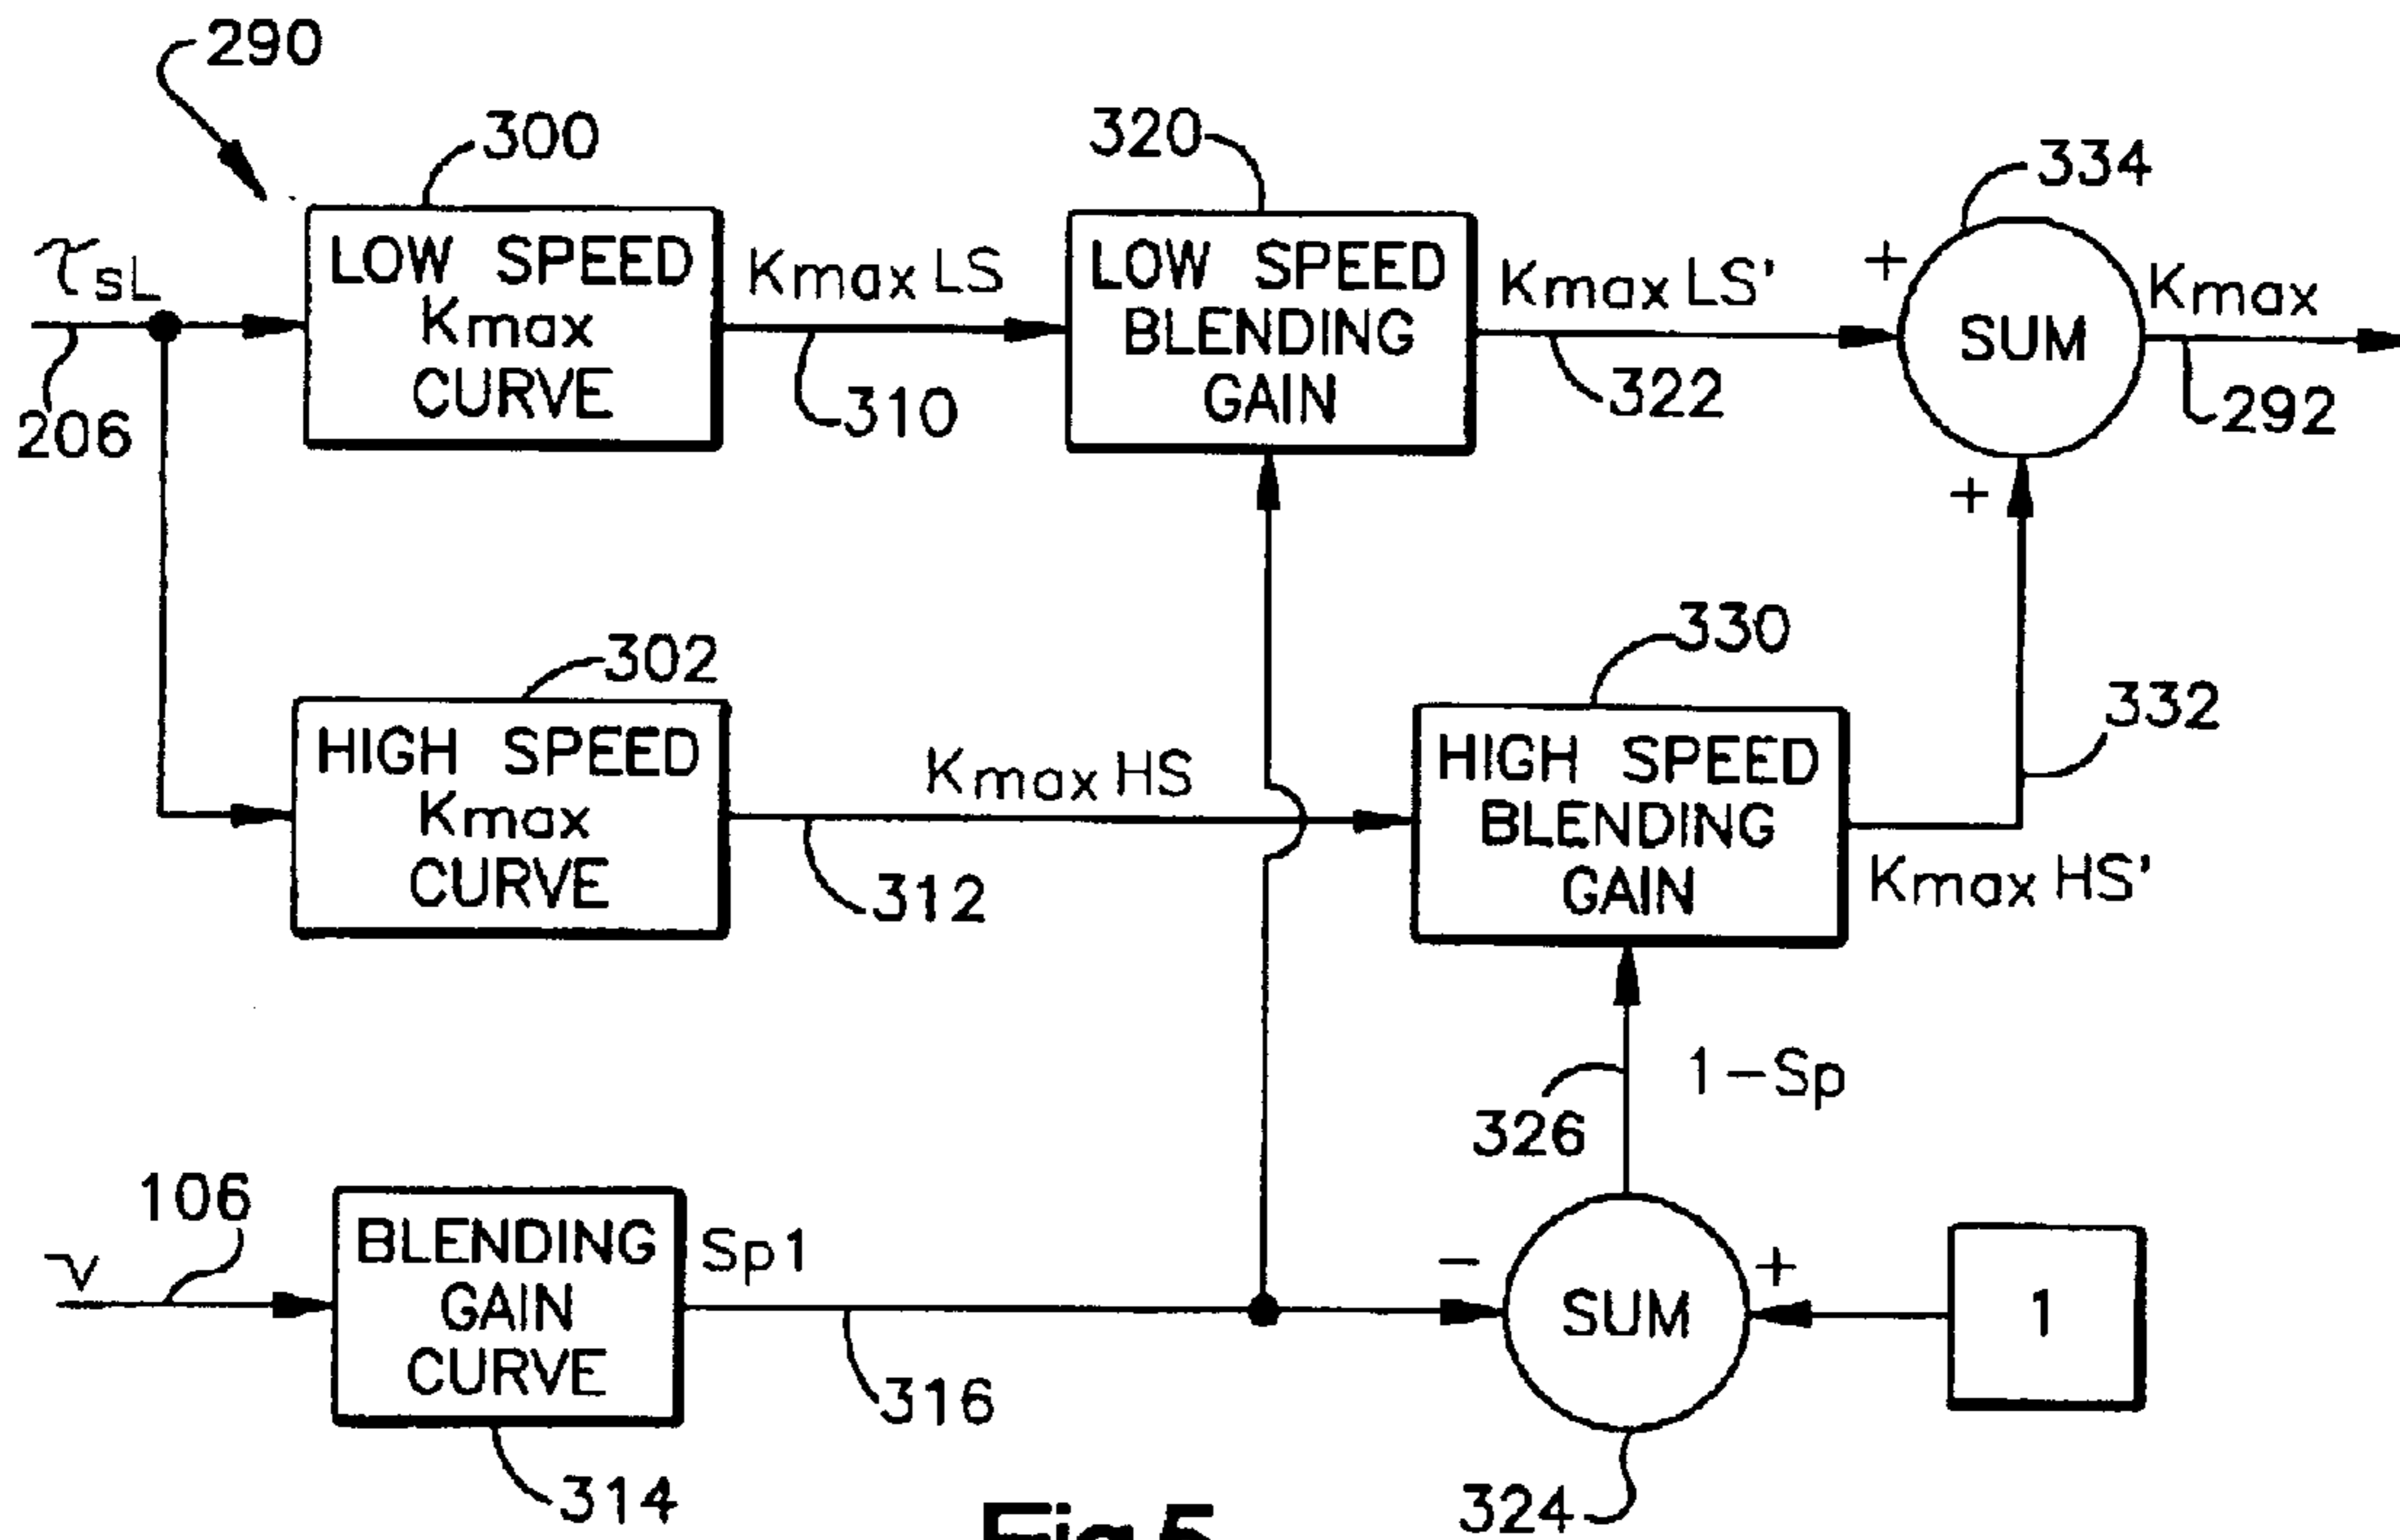 290
300
320
334
τsL
LOW SPEED
Kmax
CURVE
Kmax LS
LOW SPEED
BLENDING
GAIN
Kmax LS'
+
SUM
Kmax
206
310
322
292
+
302
330
332
HIGH SPEED
Kmax
CURVE
Kmax HS
HIGH SPEED
BLENDING
GAIN
312
Kmax HS'
326
1-Sp
106
v
BLENDING
GAIN
CURVE
Sp1
-
SUM
+
1
316
314
324
Fig.5